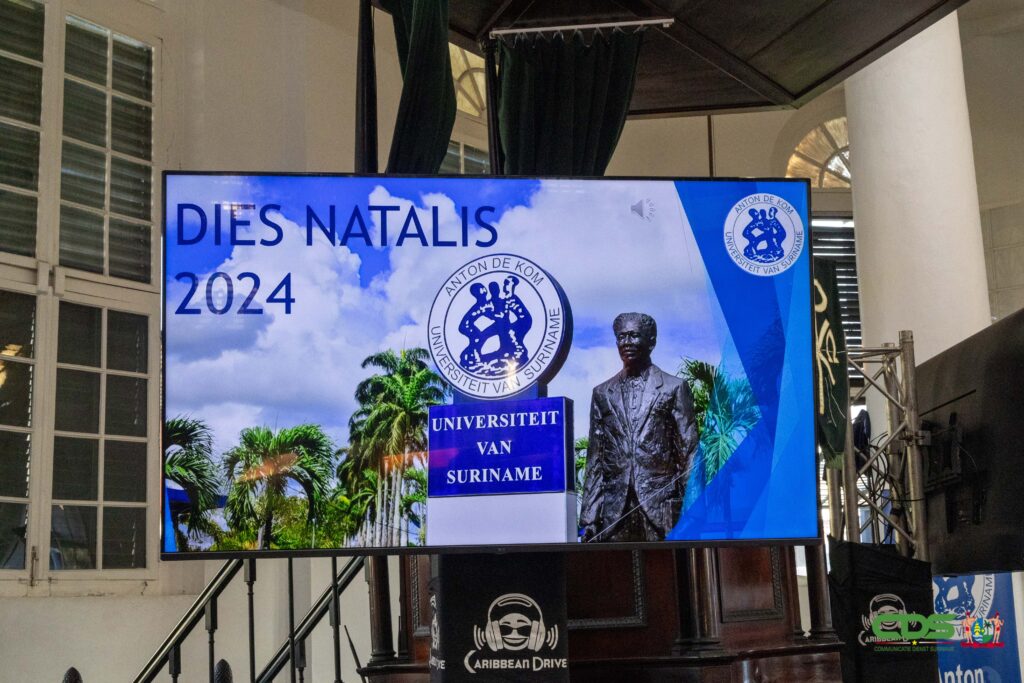 DIES NATALIS
2024
ANTON DE KOM
UNIVERSITEIT VAN SURINAME
UNIVERSITEIT
VAN
SURINAME
ANTON DE KOM
UNIVERSITEIT VAN SURINAME
CARIBBEAN DRIVE
CDS
COMMUNICATIE DIENST SURINAME
Anton